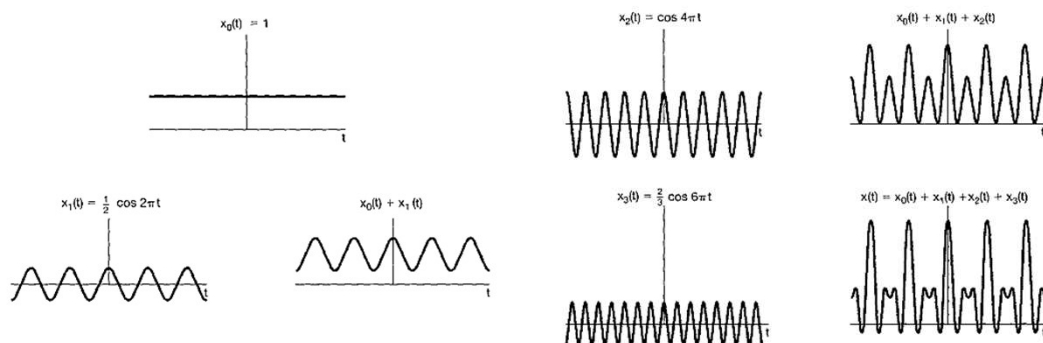 x₀(t) = 1
t
x₁(t) = 1/2 cos 2πt
t
x₀(t) + x₁(t)
t
x₂(t) = cos 4πt
t
x₀(t) + x₁(t) + x₂(t)
t
x₃(t) = 2/3 cos 6πt
t
x(t) = x₀(t) + x₁(t) + x₂(t) + x₃(t)
t